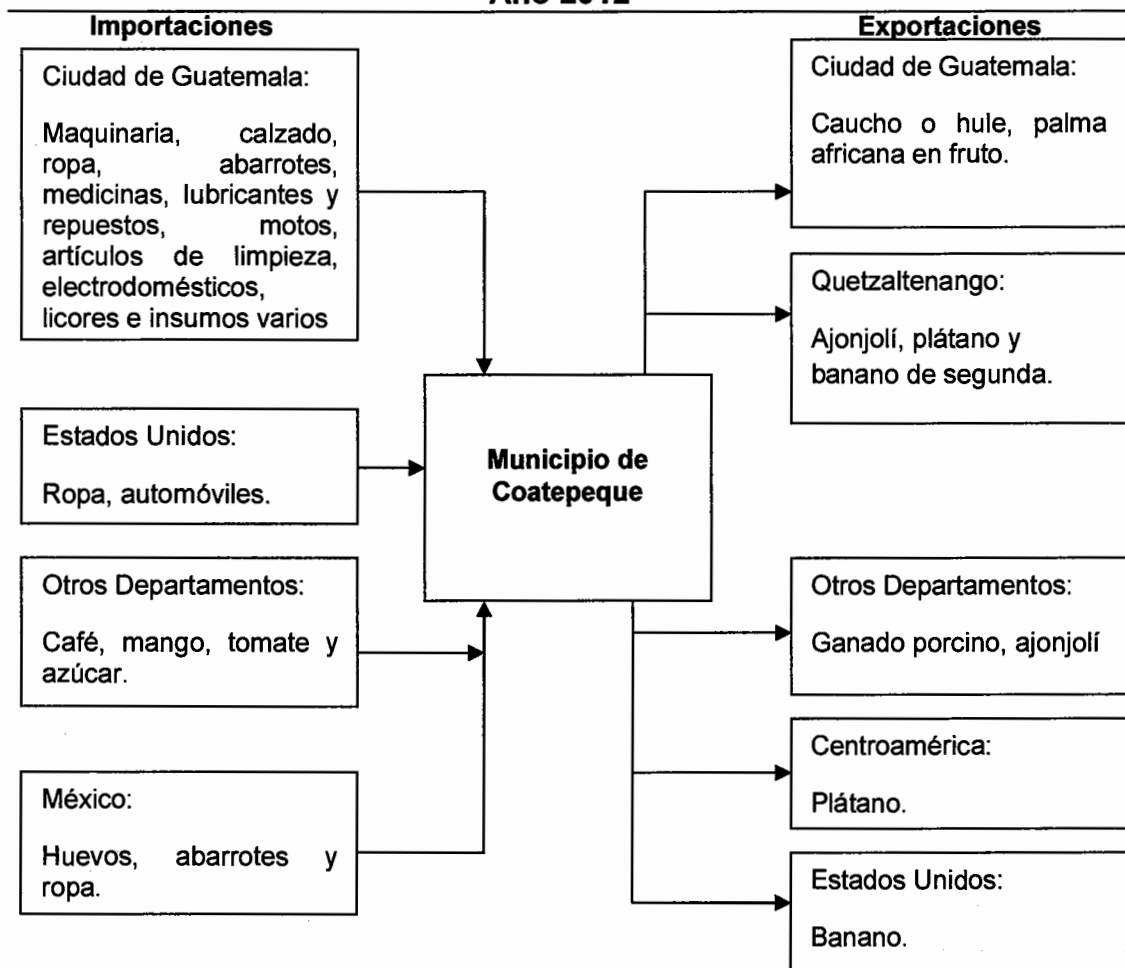 Año 2012
Importaciones
Ciudad de Guatemala:
Maquinaria, calzado,
ropa, abarrotes,
medicinas, lubricantes y
repuestos, motos,
artículos de limpieza,
electrodomésticos,
licores e insumos varios
Estados Unidos:
Ropa, automóviles.
Otros Departamentos:
Café, mango, tomate y
azúcar.
México:
Huevos, abarrotes y
ropa.
Municipio de
Coatepeque
Exportaciones
Ciudad de Guatemala:
Caucho o hule, palma
africana en fruto.
Quetzaltenango:
Ajonjolí, plátano y
banano de segunda.
Otros Departamentos:
Ganado porcino, ajonjolí
Centroamérica:
Plátano.
Estados Unidos:
Banano.